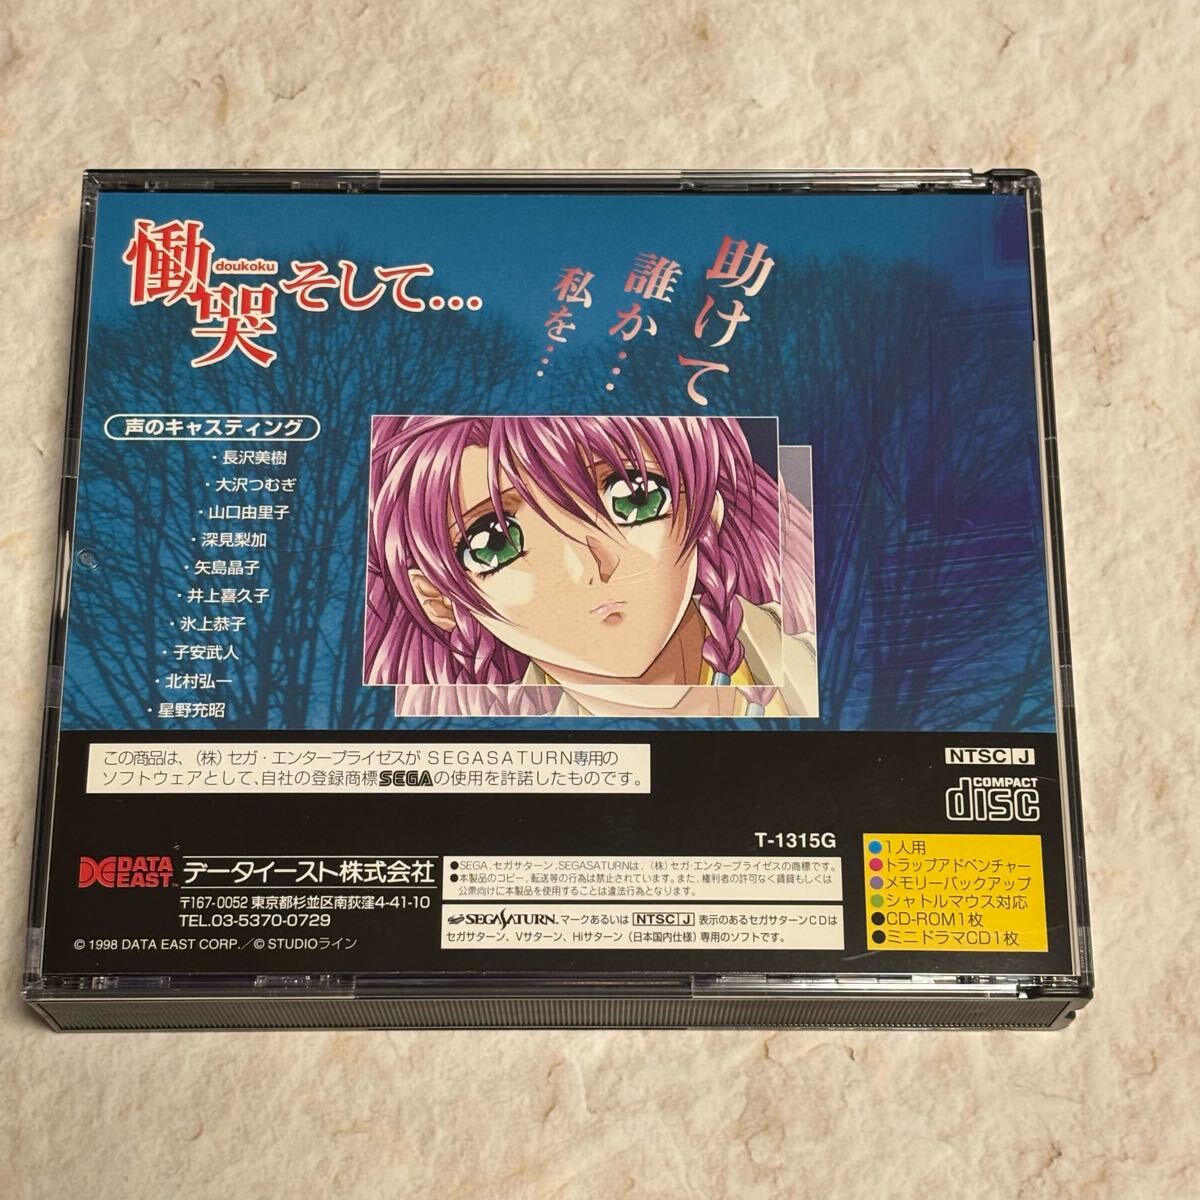 慟哭
doukoku
そして...
助けて
誰か…
私を…
声のキャスティング
・長沢美樹
・大沢つむぎ
・山口由里子
・深見梨加
・矢島晶子
・井上喜久子
・氷上恭子
・子安武人
・北村弘一
・星野充昭
この商品は、(株)セガ・エンタープライゼスがSEGASATURN専用の
ソフトウェアとして、自社の登録商標SEGAの使用を許諾したものです。
NTSC J
COMPACT
disc
T-1315G
DATA
EAST™
データイースト株式会社
〒167-0052 東京都杉並区南荻窪4-41-10
TEL.03-5370-0729
© 1998 DATA EAST CORP.／© STUDIOライン
●SEGA、セガサターン、SEGASATURNは、(株)セガ・エンタープライゼスの商標です。
●本製品のコピー、転送等の行為は禁止されています。また、権利者の許可なく賃貿もしくは
公衆向けに本製品を使用することは違法行為となります。
SEGASATURN™マークあるいは NTSC J 表示のあるセガサターンCDは
セガサターン、Vサターン、Hiサターン（日本国内仕様）専用のソフトです。
●1人用
●トラップアドベンチャー
●メモリーバックアップ
●シャトルマウス対応
●CD-ROM1枚
●ミニドラマCD1枚